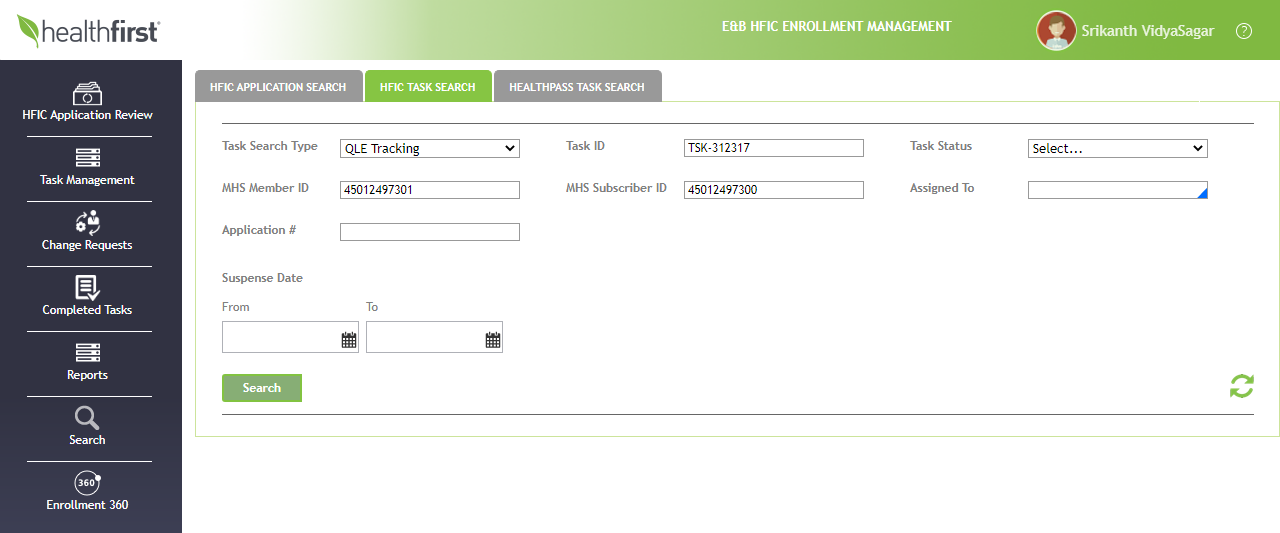 healthfirst
E&B HFIC ENROLLMENT MANAGEMENT
Srikanth VidyaSagar
?
HFIC Application Review
Task Management
Change Requests
Completed Tasks
Reports
Search
360
Enrollment 360
HFIC APPLICATION SEARCH
HFIC TASK SEARCH
HEALTHPASS TASK SEARCH
Task Search Type QLE Tracking Task ID TSK-312317 Task Status Select...
MHS Member ID 45012497301 MHS Subscriber ID 45012497300 Assigned To
Application #
Suspense Date
From To
Search